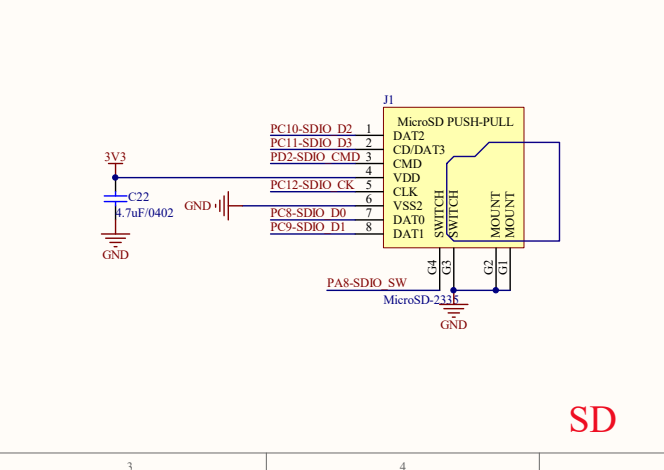 J1
MicroSD PUSH-PULL
PC10-SDIO_D2 1 DAT2
PC11-SDIO_D3 2 CD/DAT3
PD2-SDIO_CMD 3 CMD
3V3 4 VDD
PC12-SDIO_CK 5 CLK
C22
GND 6 VSS2
4.7uF/0402
PC8-SDIO_D0 7 DAT0
PC9-SDIO_D1 8 DAT1
SWITCH SWITCH MOUNT MOUNT
GND
G4 G3 G2 G1
PA8-SDIO_SW
MicroSD-2335
GND
SD
3 4